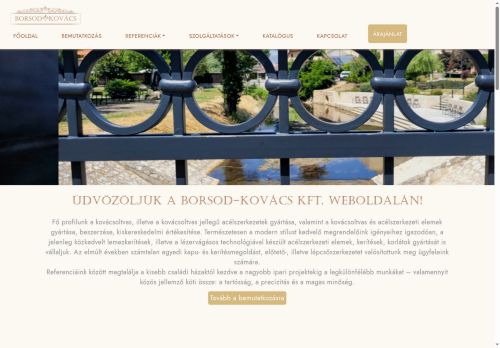 BORSOD KOVÁCS
FŐOLDAL
BEMUTATKOZÁS
REFERENCIÁK
SZOLGÁLTATÁSOK
KATALÓGUS
KAPCSOLAT
ÁRAJÁNLAT
ÜDVÖZÖLJÜK A BORSOD-KOVÁCS KFT. WEBOLDALÁN!
Fő profilunk a kovácsoltvas, illetve a kovácsoltvas jellegű acélszerkezetek gyártása, valamint a kovácsoltvas és acélszerkezeti elemek
gyártása, beszerzése, kiskereskedelmi értékesítése. Természetesen a modern stílust kedvelő megrendelőink igényeihez igazodóan, a
jelenleg közkedvelt lemezkerítések, illetve a lézervágásos technológiával készült acélszerkezeti elemek, kerítések, korlátok gyártását is
vállaljuk. Az elmúlt években számtalan egyedi kapu- és kerítésmegoldást, előtető-, illetve lépcsőszerkezetet valósítottunk meg ügyfeleink
számára.
Referenciáink között megtalálja a kisebb családi házaktól kezdve a nagyobb ipari projektekig a legkülönfélébb munkákat – valamennyit
közös jellemző köti össze: a tartósság, a precizitás és a magas minőség.
Tovább a bemutatkozásra